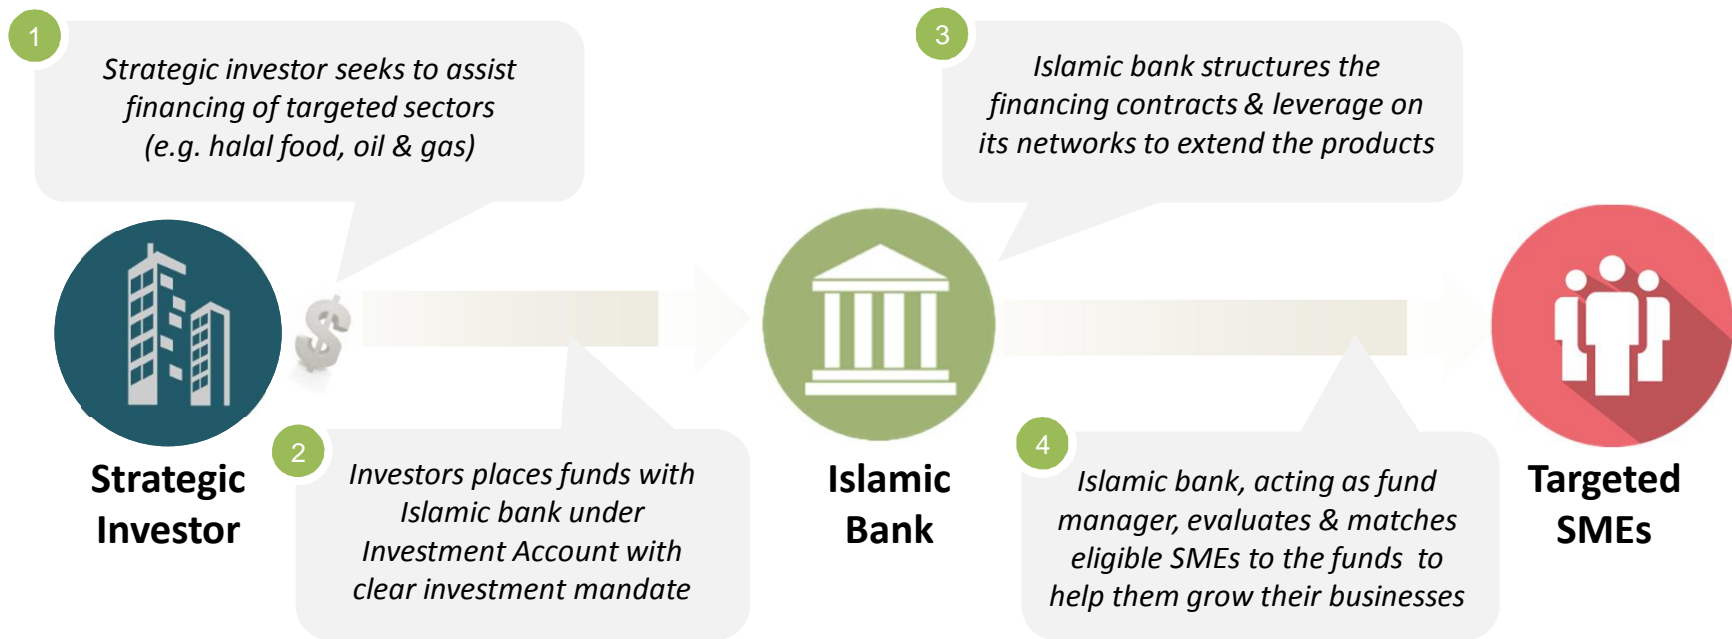 1
Strategic investor seeks to assist
financing of targeted sectors
(e.g. halal food, oil & gas)
Strategic
Investor
$
2
Investors places funds with
Islamic bank under
Investment Account with
clear investment mandate
3
Islamic bank structures the
financing contracts & leverage on
its networks to extend the products
Islamic
Bank
4
Islamic bank, acting as fund
manager, evaluates & matches
eligible SMEs to the funds to
help them grow their businesses
Targeted
SMEs